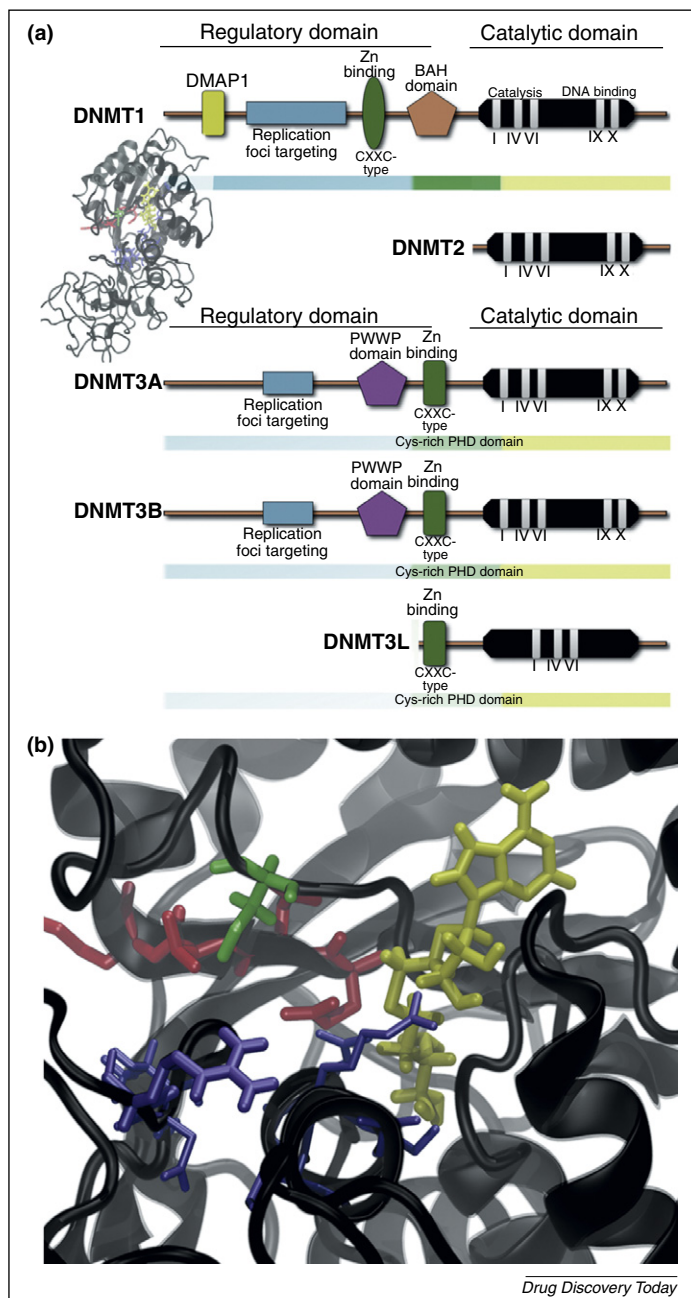 (a)
Regulatory domain
Catalytic domain
DMAP1
Zn
binding
BAH
domain
Catalysis
DNA binding
DNMT1
Replication
foci targeting
CXXC-
type
I
IV VI
IX X
DNMT2
I
IV VI
IX X
Regulatory domain
Catalytic domain
PWWP
domain
Zn
binding
DNMT3A
Replication
foci targeting
CXXC-
type
I
IV VI
IX X
Cys-rich PHD domain
PWWP
domain
Zn
binding
DNMT3B
Replication
foci targeting
CXXC-
type
I
IV VI
IX X
Cys-rich PHD domain
Zn
binding
DNMT3L
CXXC-
type
I
IV VI
Cys-rich PHD domain
(b)
Drug Discovery Today